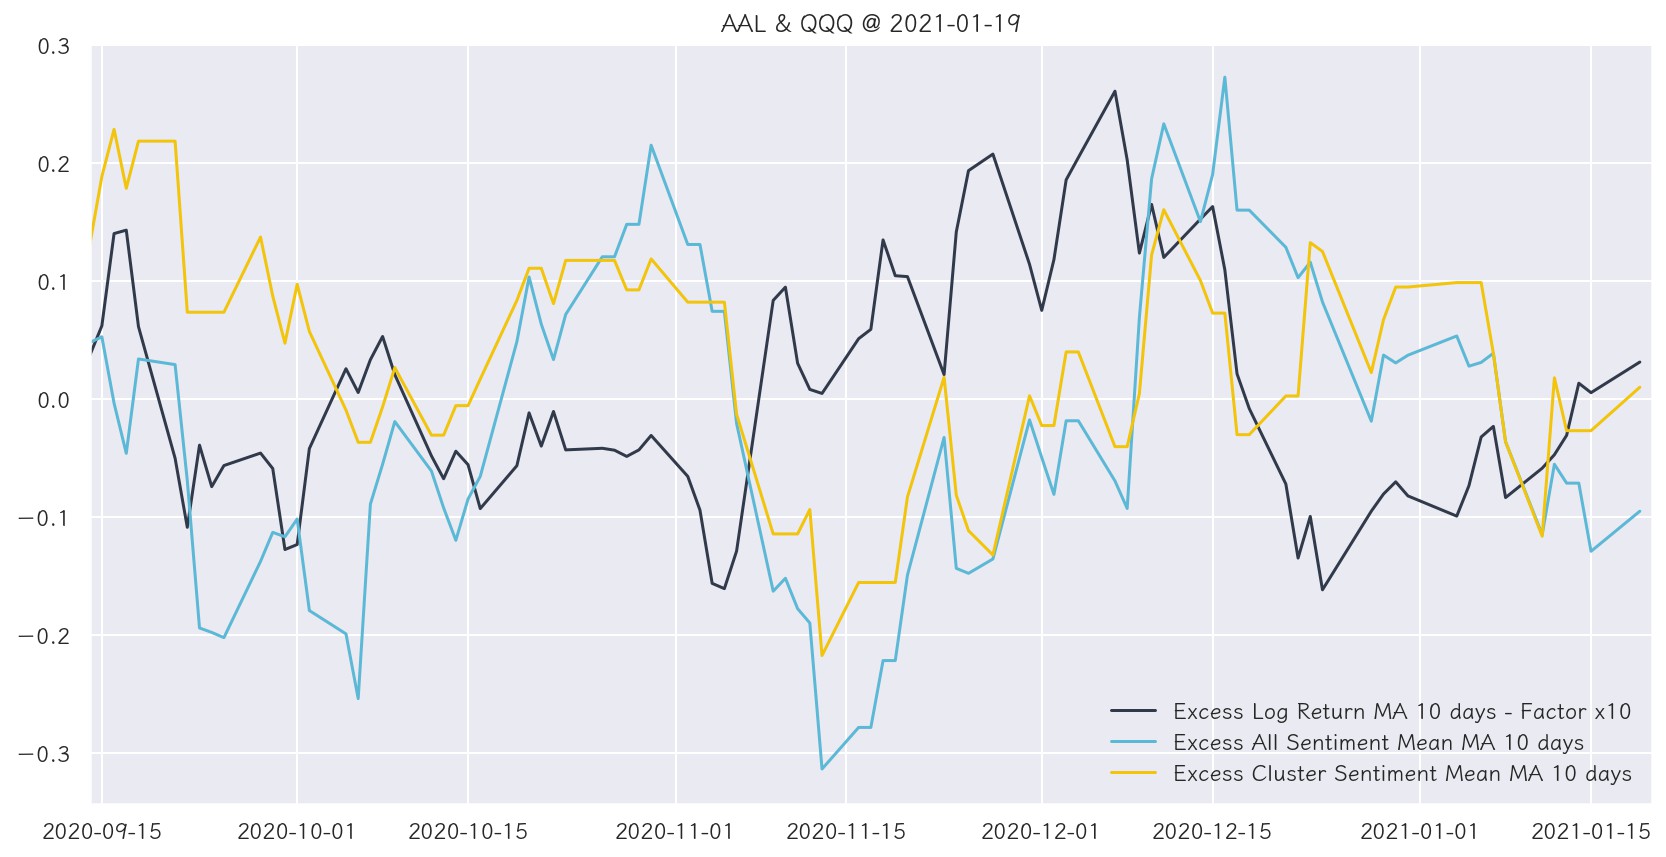 AAL & QQQ @ 2021-01-19
0.3
0.2
0.1
0.0
−0.1
−0.2
−0.3
Excess Log Return MA 10 days - Factor x10
Excess All Sentiment Mean MA 10 days
Excess Cluster Sentiment Mean MA 10 days
2020-09-15 2020-10-01 2020-10-15 2020-11-01 2020-11-15 2020-12-01 2020-12-15 2021-01-01 2021-01-15